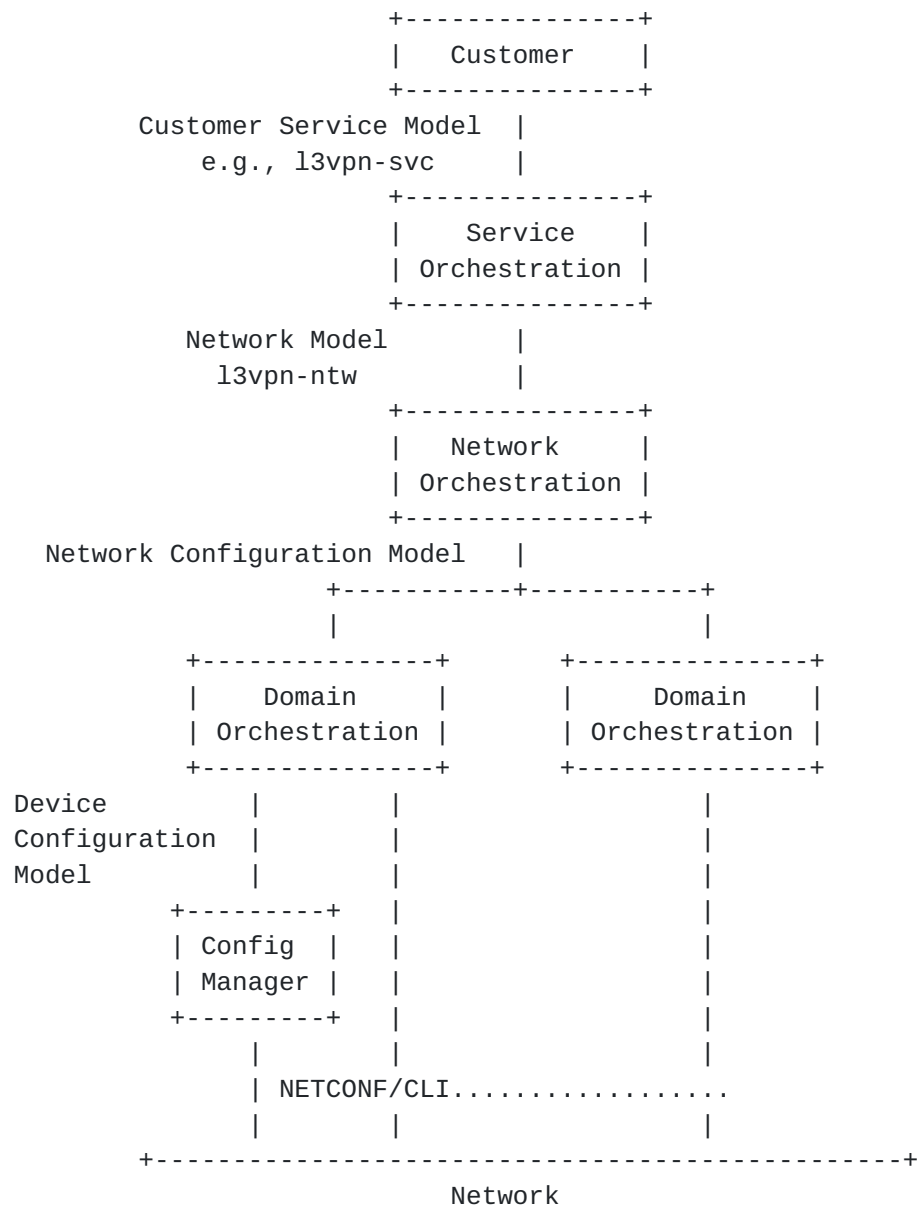 +---------------+
|   Customer    |
+---------------+
Customer Service Model  |
e.g., l3vpn-svc     |
+---------------+
|    Service    |
| Orchestration |
+---------------+
Network Model        |
l3vpn-ntw          |
+---------------+
|   Network     |
| Orchestration |
+---------------+
Network Configuration Model   |
+-----------+-----------+
|                       |
+---------------+       +---------------+
|    Domain     |       |     Domain    |
| Orchestration |       | Orchestration |
+---------------+       +---------------+
Device         |        |                   |
Configuration  |        |                   |
Model          |        |                   |
+---------+   |                   |
| Config  |   |                   |
| Manager |   |                   |
+---------+   |                   |
|        |                   |
| NETCONF/CLI..................
|        |                   |
+------------------------------------------------+
Network